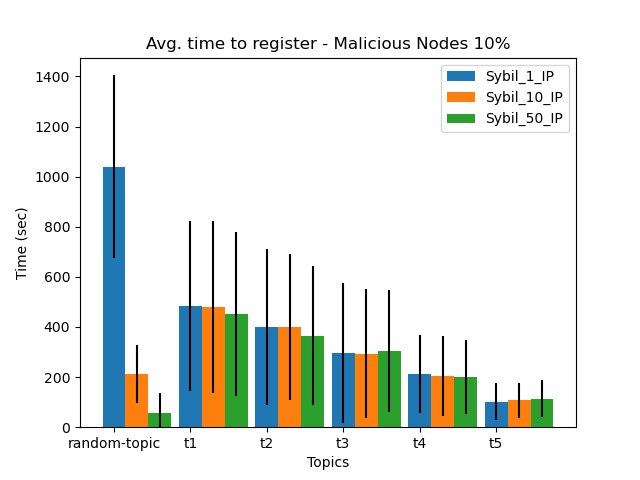 Avg. time to register - Malicious Nodes 10%
Sybil_1_IP
Sybil_10_IP
Sybil_50_IP
Time (sec)
1400
1200
1000
800
600
400
200
0
random-topic t1 t2 t3 t4 t5
Topics